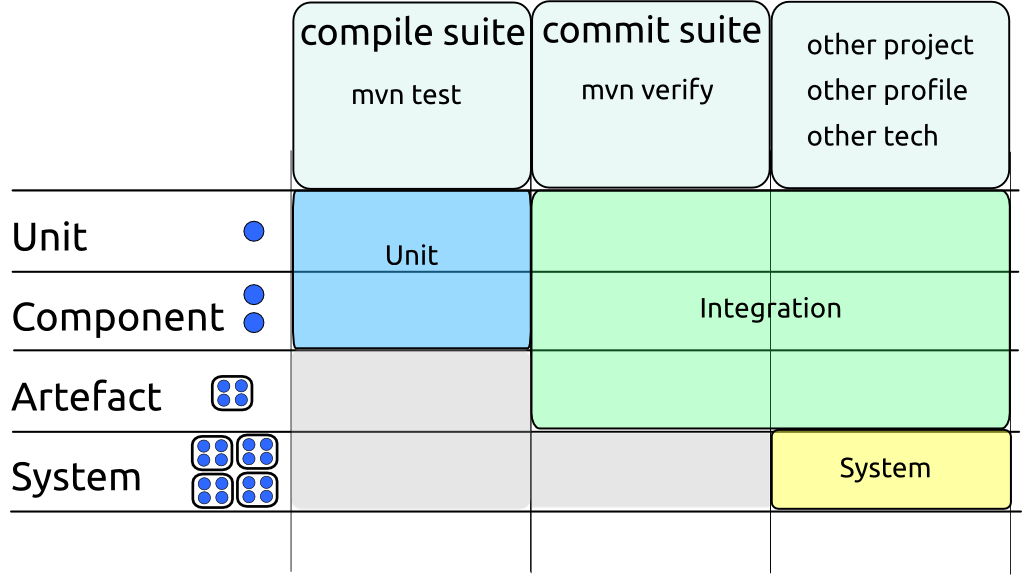 compile suite
mvn test
commit suite
mvn verify
other project
other profile
other tech
Unit
Unit
Component
Integration
Artefact
System
System